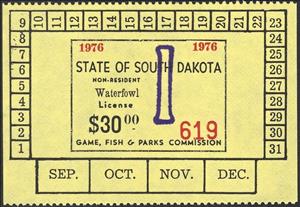 9 10 11 12 13 14 15 16 17 18 19 20 21 22 23
8 24
7 25
6 26
5 27
4 28
3 29
2 30
1 31
1976 1976
STATE OF SOUTH DAKOTA
NON-RESIDENT
Waterfowl
License
$30.00
619
GAME, FISH & PARKS COMMISSION
SEP. OCT. NOV. DEC.